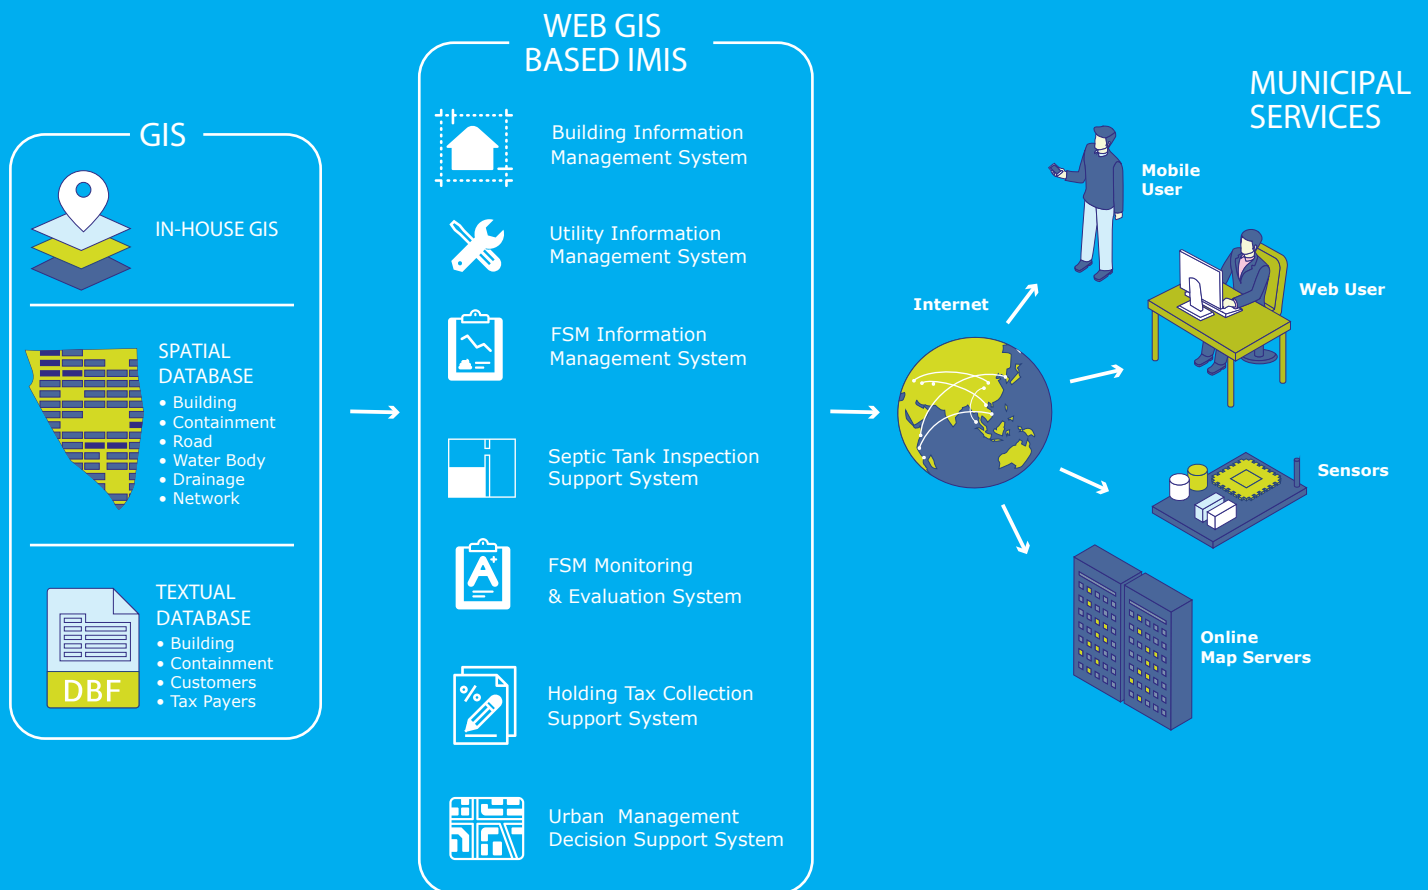 GIS
IN-HOUSE GIS
SPATIAL
DATABASE
• Building
• Containment
• Road
• Water Body
• Drainage
• Network
TEXTUAL
DATABASE
• Building
• Containment
• Customers
• Tax Payers
DBF
WEB GIS
BASED IMIS
Building Information
Management System
Utility Information
Management System
FSM Information
Management System
Septic Tank Inspection
Support System
A+
FSM Monitoring
& Evaluation System
%
Holding Tax Collection
Support System
Urban Management
Decision Support System
MUNICIPAL
SERVICES
Internet
Mobile
User
Web User
Sensors
Online
Map Servers